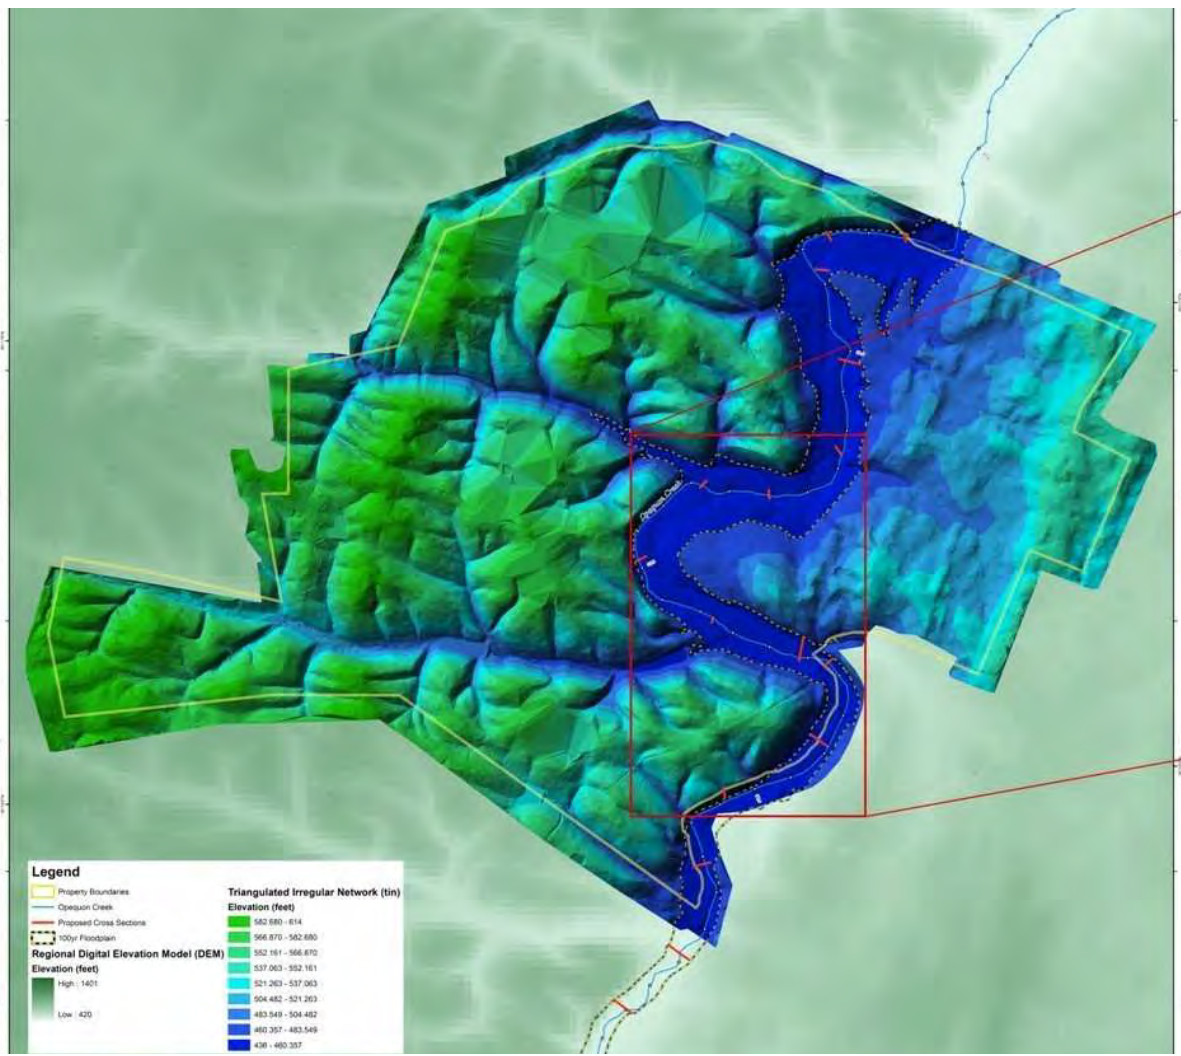 Opequon Creek
Legend
Property Boundaries
Opequon Creek
Proposed Cross Sections
100yr Floodplain
Regional Digital Elevation Model (DEM)
Elevation (feet)
High : 1401
Low : 420
Triangulated Irregular Network (tin)
Elevation (feet)
582.680 - 614
566.870 - 582.680
552.161 - 566.870
537.063 - 552.161
521.263 - 537.063
504.482 - 521.263
483.549 - 504.482
460.357 - 483.549
436 - 460.357